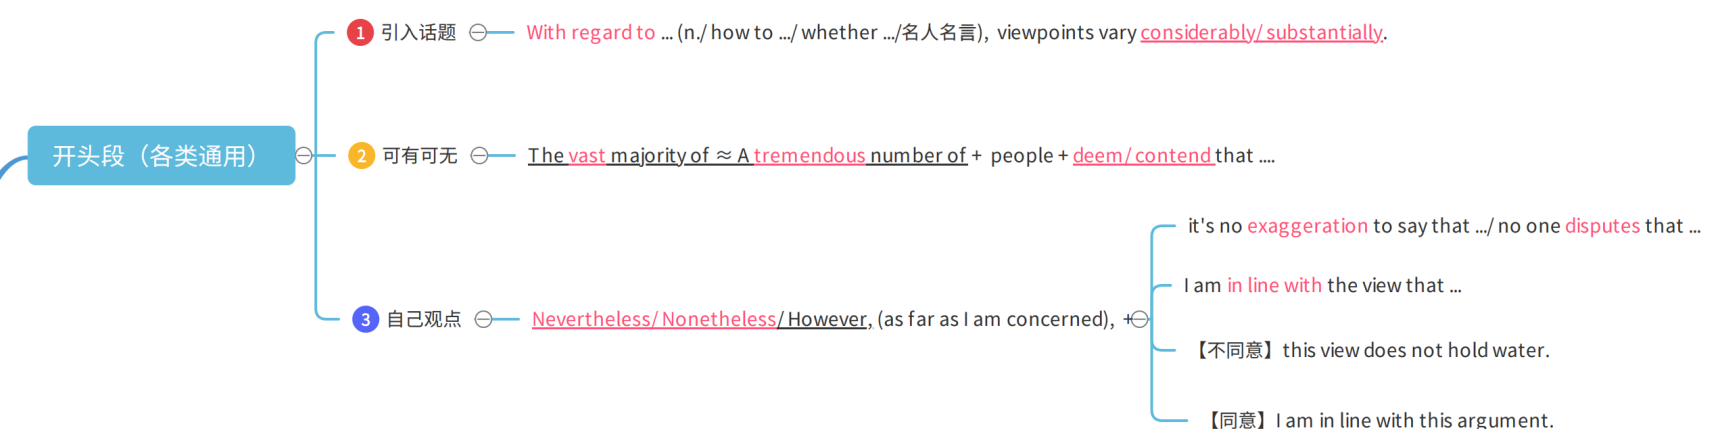 开头段（各类通用）
1 引入话题 With regard to ... (n./ how to .../ whether .../名人名言), viewpoints vary considerably/ substantially.
2 可有可无 The vast majority of ≈ A tremendous number of + people + deem/ contend that ....
3 自己观点 Nevertheless/ Nonetheless/ However, (as far as I am concerned), +
it's no exaggeration to say that .../ no one disputes that ...
I am in line with the view that ...
【不同意】this view does not hold water.
【同意】I am in line with this argument.